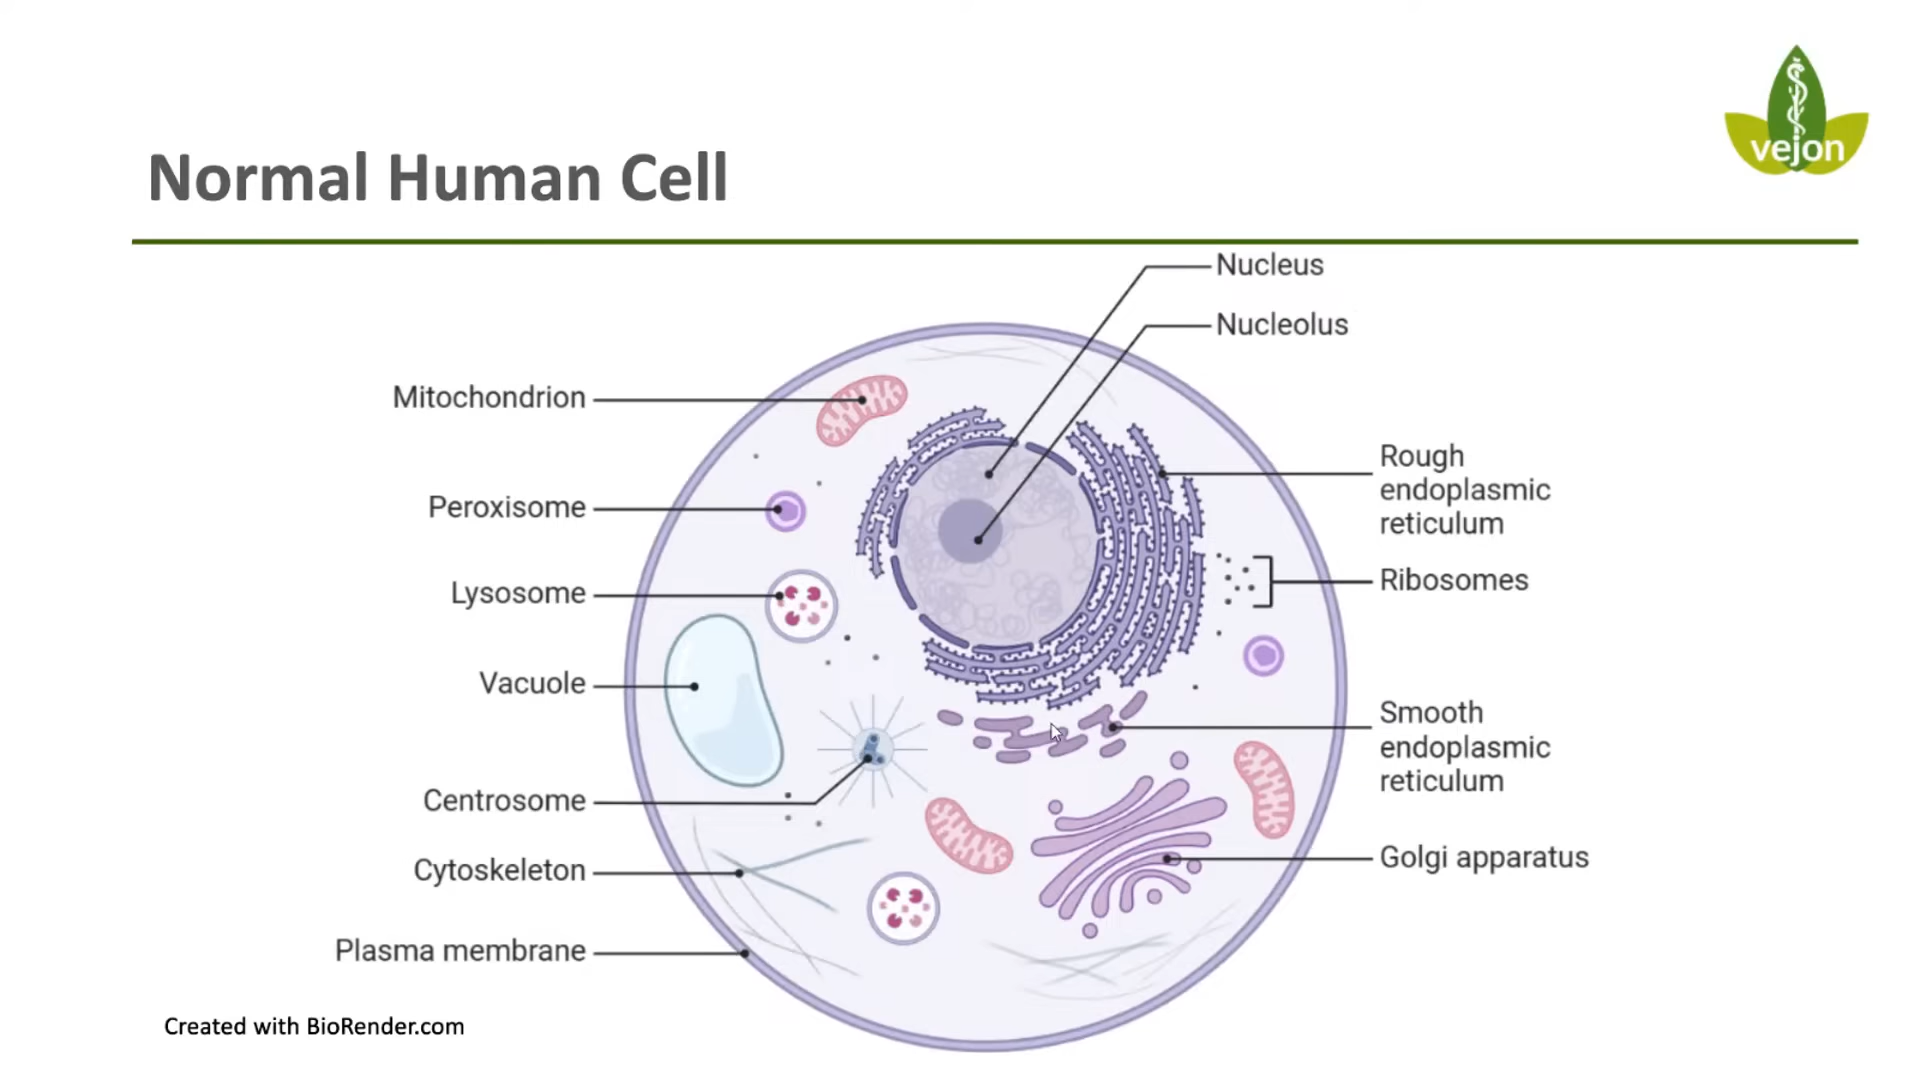 vejon
Normal Human Cell
Nucleus
Nucleolus
Mitochondrion
Peroxisome
Lysosome
Vacuole
Centrosome
Cytoskeleton
Plasma membrane
Rough
endoplasmic
reticulum
Ribosomes
Smooth
endoplasmic
reticulum
Golgi apparatus
Created with BioRender.com